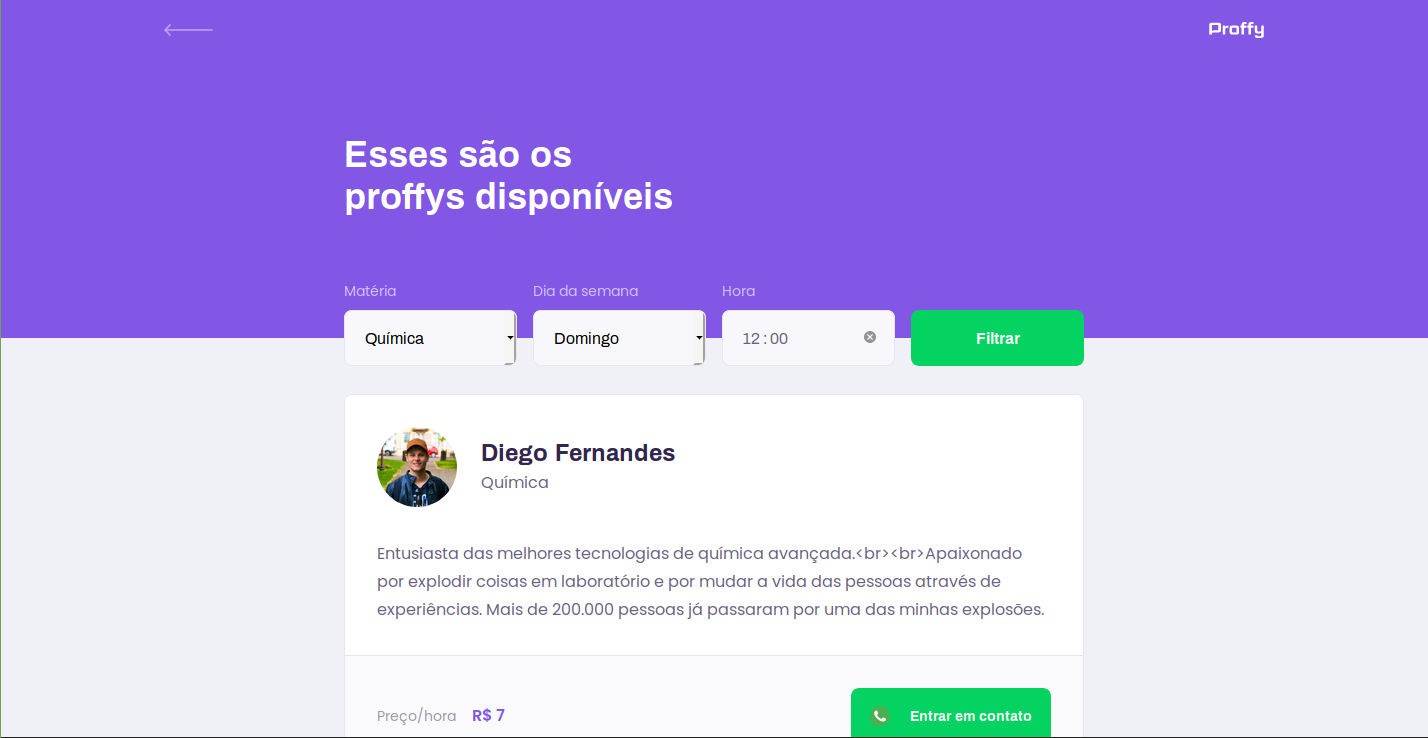 Proffy
Esses são os
proffys disponíveis
Matéria
Dia da semana
Hora
Química
Domingo
12 : 00
Filtrar
Diego Fernandes
Química
Entusiasta das melhores tecnologias de química avançada.<br><br>Apaixonado
por explodir coisas em laboratório e por mudar a vida das pessoas através de
experiências. Mais de 200.000 pessoas já passaram por uma das minhas explosões.
Preço/hora R$ 7
Entrar em contato